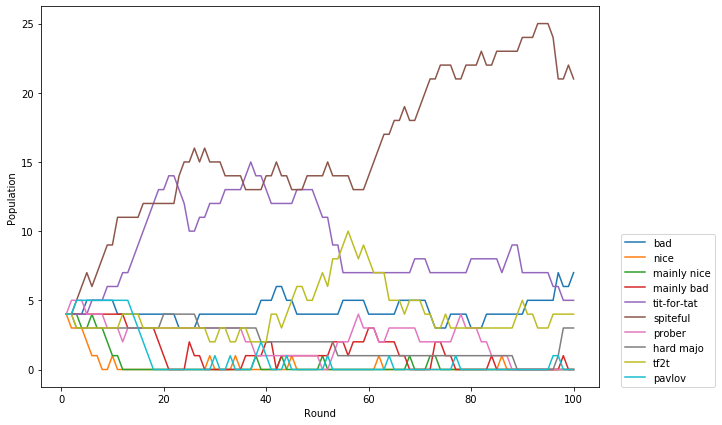 25
20
15
10
5
0
Population
0
20
40
60
80
100
Round
bad
nice
mainly nice
mainly bad
tit-for-tat
spiteful
prober
hard majo
tf2t
pavlov